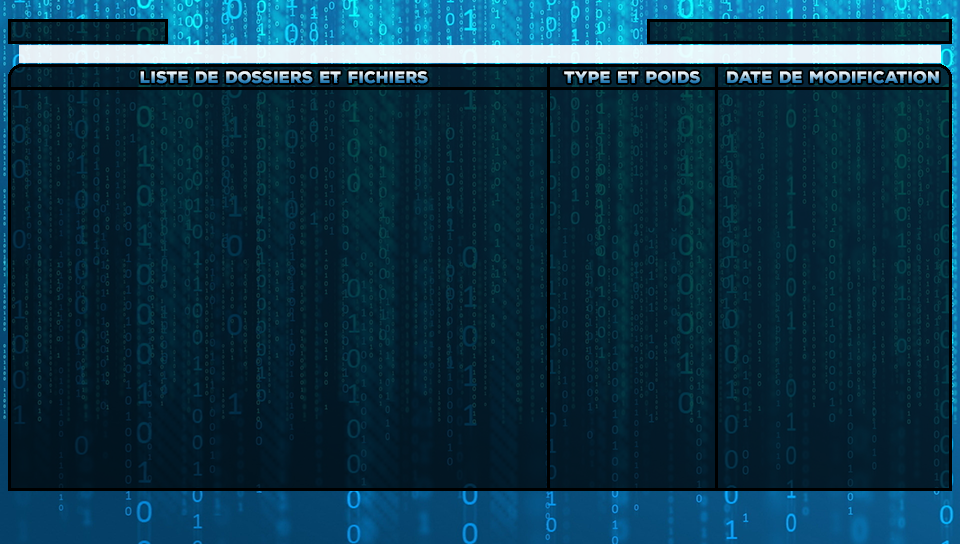 LISTE DE DOSSIERS ET FICHIERS
TYPE ET POIDS
DATE DE MODIFICATION